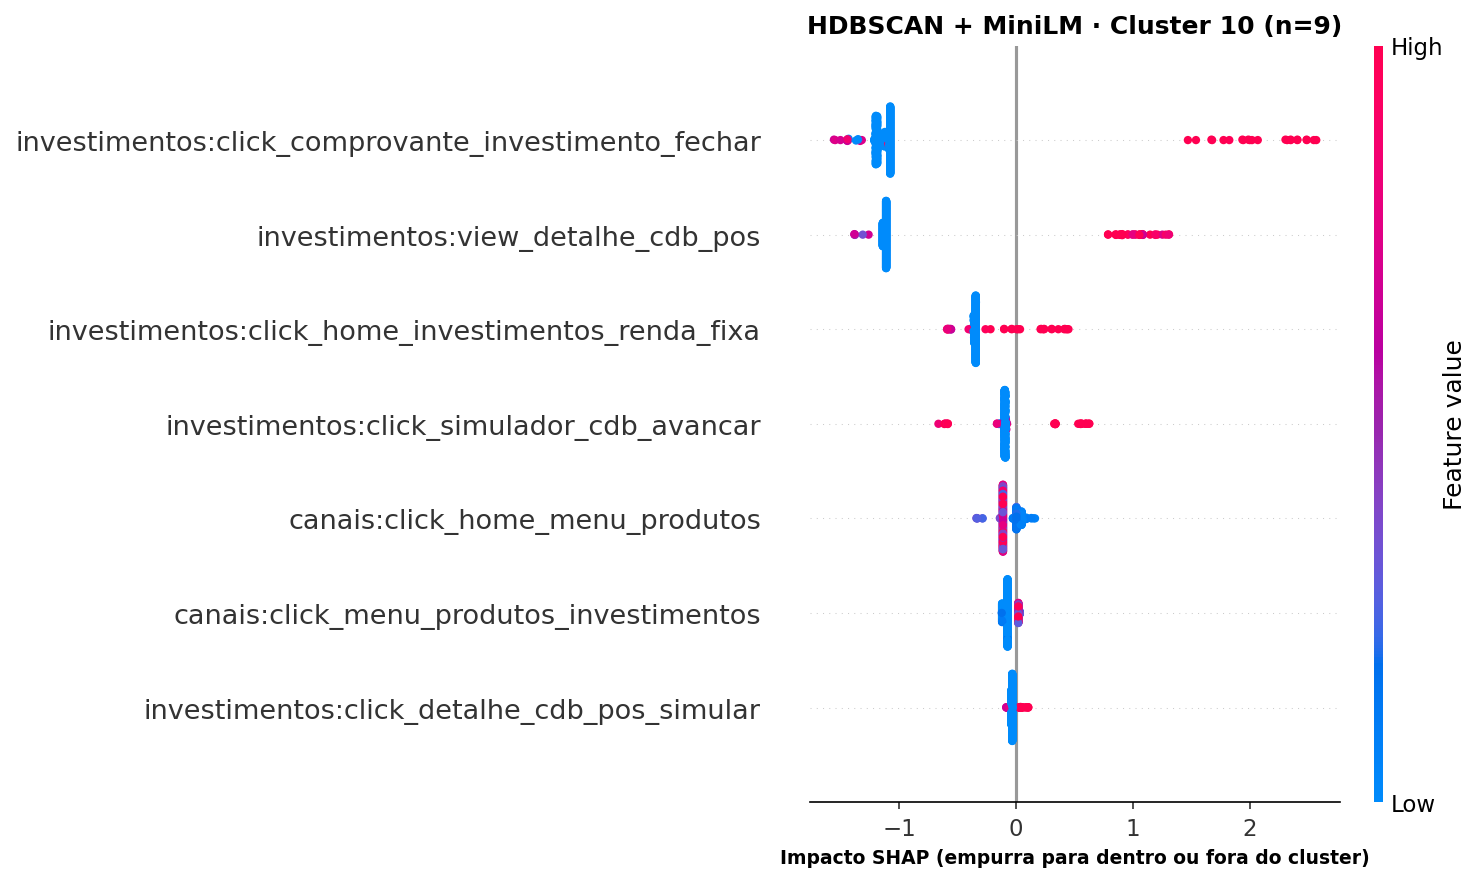 HDBSCAN + MiniLM · Cluster 10 (n=9)
High
investimentos:click_comprovante_investimento_fechar
investimentos:view_detalhe_cdb_pos
investimentos:click_home_investimentos_renda_fixa
investimentos:click_simulador_cdb_avancar
canais:click_home_menu_produtos
canais:click_menu_produtos_investimentos
investimentos:click_detalhe_cdb_pos_simular
Feature value
Low
−1 0 1 2
Impacto SHAP (empurra para dentro ou fora do cluster)